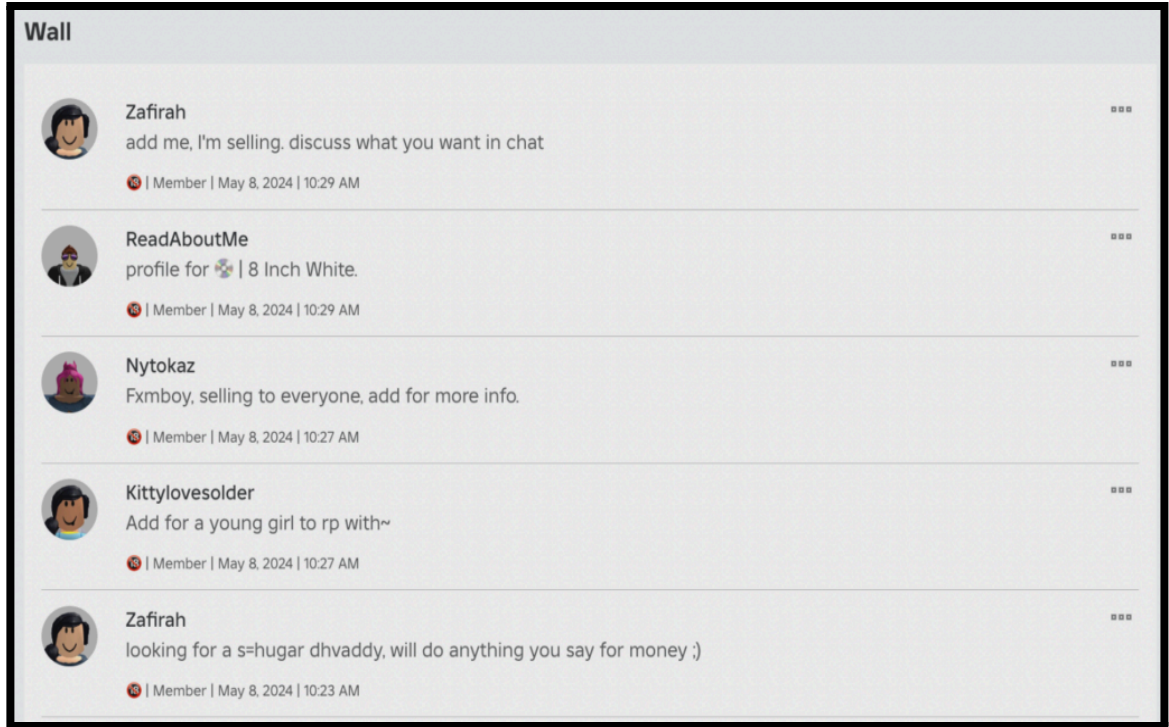 Wall
Zafirah
add me, I'm selling. discuss what you want in chat
🔞 | Member | May 8, 2024 | 10:29 AM
ReadAboutMe
profile for 💿 | 8 Inch White.
🔞 | Member | May 8, 2024 | 10:29 AM
Nytokaz
Fxmboy, selling to everyone, add for more info.
🔞 | Member | May 8, 2024 | 10:27 AM
Kittylovesolder
Add for a young girl to rp with~
🔞 | Member | May 8, 2024 | 10:27 AM
Zafirah
looking for a s=hugar dhvaddy, will do anything you say for money ;)
🔞 | Member | May 8, 2024 | 10:23 AM